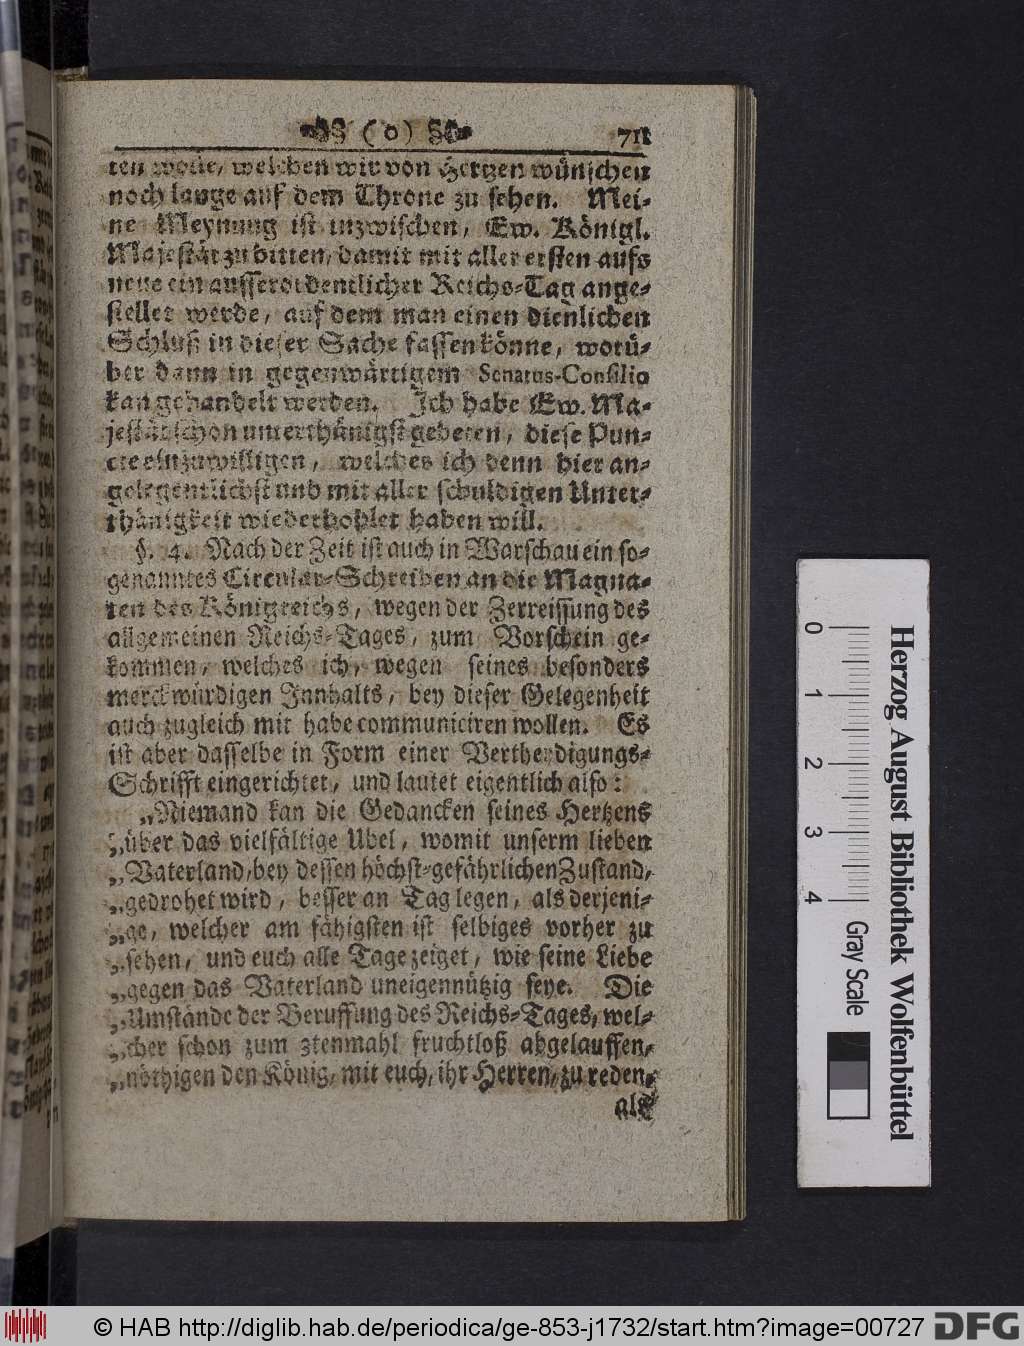 ( o ) 711
ten wolte, welchen wir von Hertzen wünschen
noch lange auf dem Throne zu sehen. Mei-
ne Meynung ist inzwischen, Ew. Königl.
Majestät zu bitten, damit mit aller ersten aufs
neue ein ausserordentlicher Reichs-Tag ange-
stellet werde, auf dem man einen dienlichen
Schluß in dieser Sache fassen könne, worü-
ber dann in gegenwärtigem Senatus-Consilio
kan gehandelt werden. Ich habe Ew. Ma-
jestät schon unterthänigst gebeten, diese Pun-
cte einzuwilligen, welches ich denn hier an-
gelegentlichst und mit aller schuldigen Unter-
thänigkeit wiederhohlet haben will.
§. 4. Nach der Zeit ist auch in Warschau ein so-
genanntes Circular-Schreiben an die Magna-
ten des Königreichs, wegen der Zerreissung des
allgemeinen Reichs-Tages, zum Vorschein ge-
kommen, welches ich, wegen seines besonders
merckwürdigen Innhalts, bey dieser Gelegenheit
auch zugleich mit habe communiciren wollen. Es
ist aber dasselbe in Form einer Vertheydigungs-
Schrifft eingerichtet, und lautet eigentlich also:
„Niemand kan die Gedancken seines Hertzens
„über das vielfältige Ubel, womit unserm lieben
„Vaterland, bey dessen höchst-gefährlichen Zustand,
„gedrohet wird, besser an Tag legen, als derjeni-
„ge, welcher am fähigsten ist selbiges vorher zu
„sehen, und euch alle Tage zeiget, wie seine Liebe
„gegen das Vaterland uneigennützig seye. Die
„Umstände der Beruffung des Reichs-Tages, wel-
„cher schon zum 3tenmahl fruchtloß abgelauffen,
„nöthigen den König, mit euch, ihr Herren, zu reden,
als
0 1 2 3 4
Gray Scale
Herzog August Bibliothek Wolfenbüttel
© HAB http://diglib.hab.de/periodica/ge-853-j1732/start.htm?image=00727 DFG